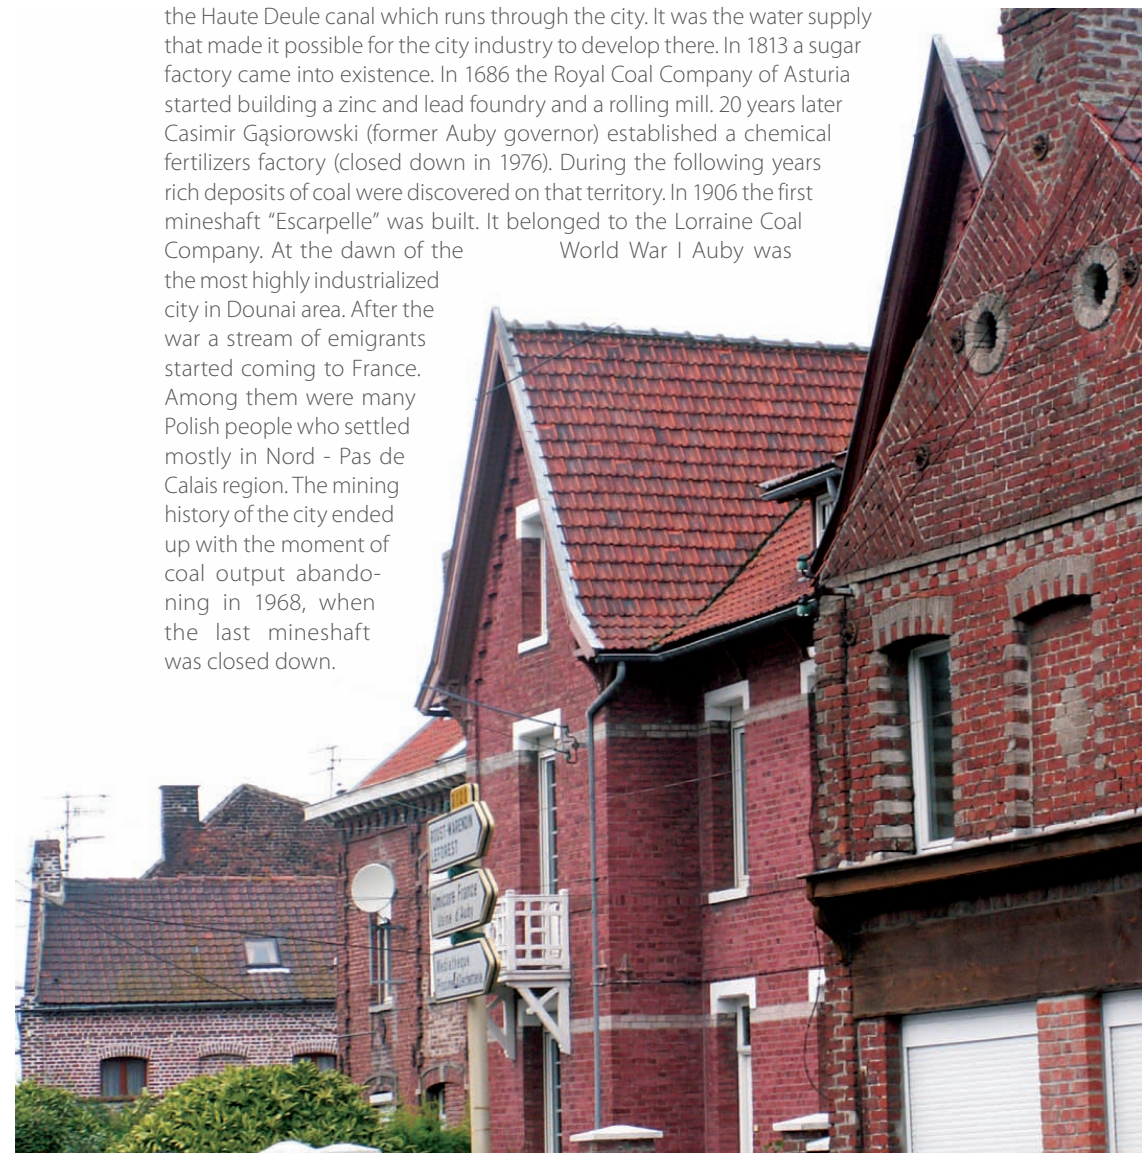 the Haute Deule canal which runs through the city. It was the water supply
that made it possible for the city industry to develop there. In 1813 a sugar
factory came into existence. In 1686 the Royal Coal Company of Asturia
started building a zinc and lead foundry and a rolling mill. 20 years later
Casimir Gąsiorowski (former Auby governor) established a chemical
fertilizers factory (closed down in 1976). During the following years
rich deposits of coal were discovered on that territory. In 1906 the first
mineshaft “Escarpelle” was built. It belonged to the Lorraine Coal
Company. At the dawn of the World War I Auby was
the most highly industrialized
city in Dounai area. After the
war a stream of emigrants
started coming to France.
Among them were many
Polish people who settled
mostly in Nord - Pas de
Calais region. The mining
history of the city ended
up with the moment of
coal output abando-
ning in 1968, when
the last mineshaft
was closed down.
ROOST-WARENDIN
LEFOREST
Umicore France
Usine d'Auby
Médiathèque